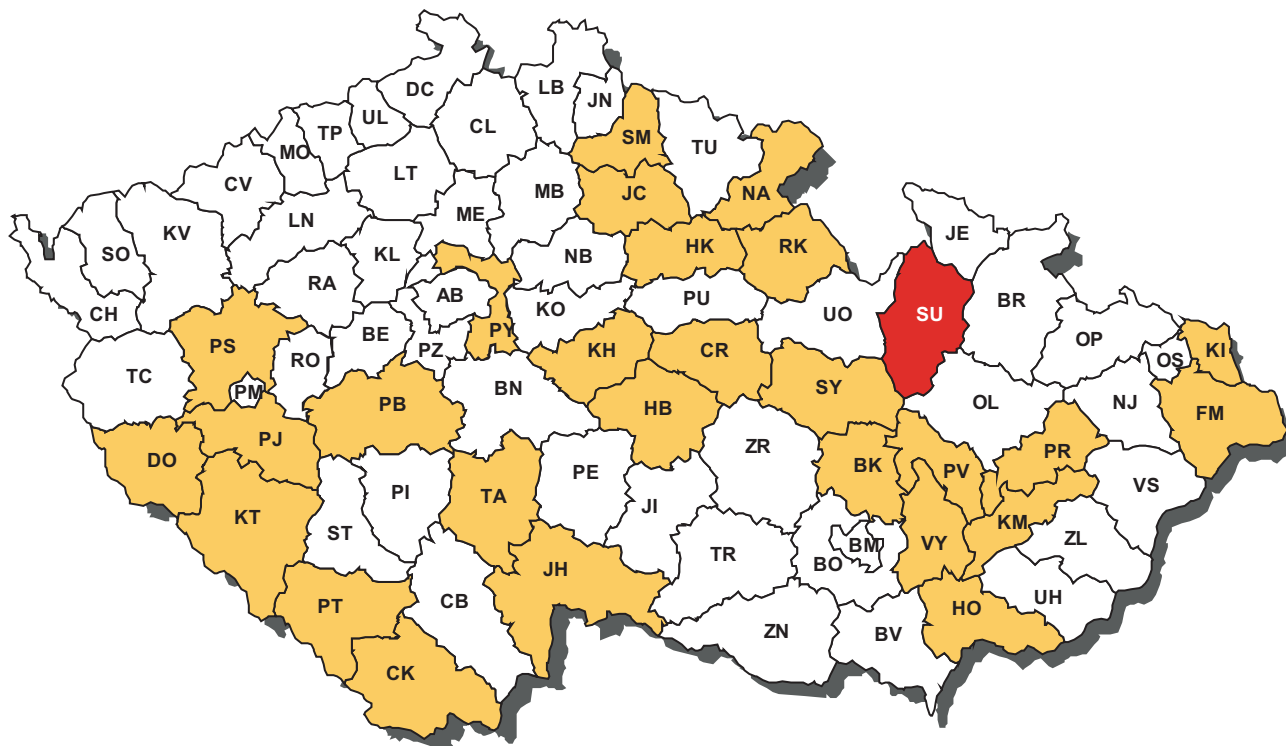 DC
LB
JN
UL
TP
CL
SM
TU
MO
LT
CV
MB
JC
NA
ME
LN
KV
SO
JE
HK
RK
KL
NB
RA
AB
PU
BR
CH
KO
UO
SU
PY
BE
OP
PS
PZ
KH
CR
KI
RO
OS
TC
PM
BN
SY
PB
HB
OL
NJ
FM
PJ
ZR
PR
DO
BK
PV
PI
TA
PE
VS
KT
JI
ST
KM
ZL
TR
BM
VY
BO
JH
PT
CB
HO
UH
ZN
BV
CK